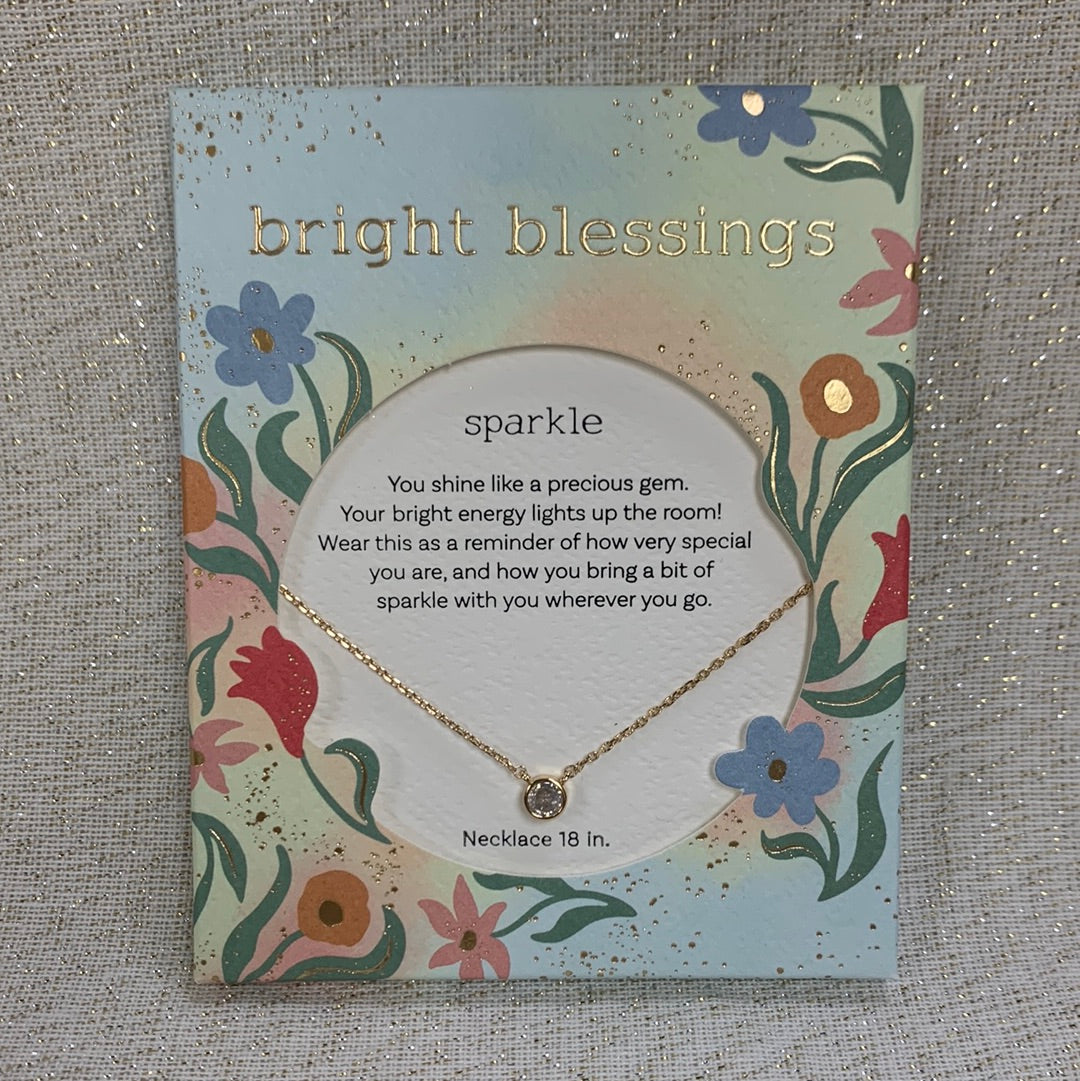 bright blessings
sparkle
You shine like a precious gem.
Your bright energy lights up the room!
Wear this as a reminder of how very special
you are, and how you bring a bit of
sparkle with you wherever you go.
Necklace 18 in.